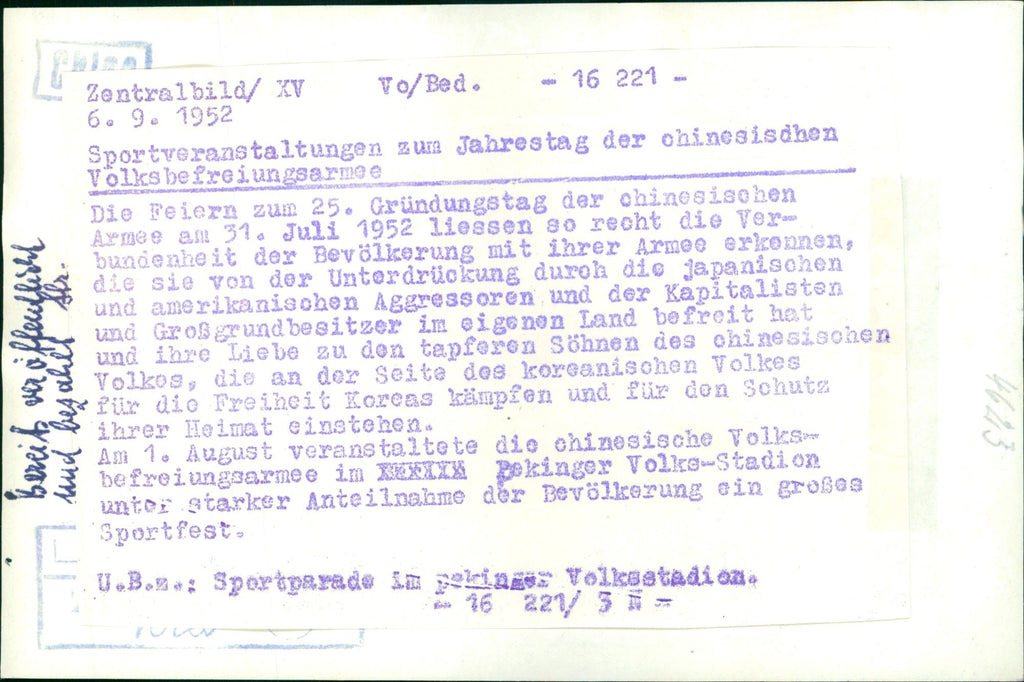 China
Zentralbild/ XV Vo/Bed. - 16 221 -
6. 9. 1952
Sportveranstaltungen zum Jahrestag der chinesisdhen
Volksbefreiungsarmee
Die Feiern zum 25. Gründungstag der chinesischen
Armee am 31. Juli 1952 liessen so recht die Ver-
bundenheit der Bevölkerung mit ihrer Armee erkennen,
die sie von der Unterdrückung durch die japanischen
und amerikanischen Aggressoren und der Kapitalisten
und Großgrundbesitzer im eigenen Land befreit hat
und ihre Liebe zu den tapferen Söhnen des chinesischen
Volkes, die an der Seite des koreanischen Volkes
für die Freiheit Koreas kämpfen und für den Schutz
ihrer Heimat einstehen.
Am 1. August veranstaltete die chinesische Volks-
befreiungsarmee im Pekinger Volks-Stadion
unter starker Anteilnahme der Bevölkerung ein großes
Sportfest.
U.B.z.: Sportparade im pekinger Volksstadion.
- 16 221/ 3 N -
bereits veröffentlicht
und bezahlt